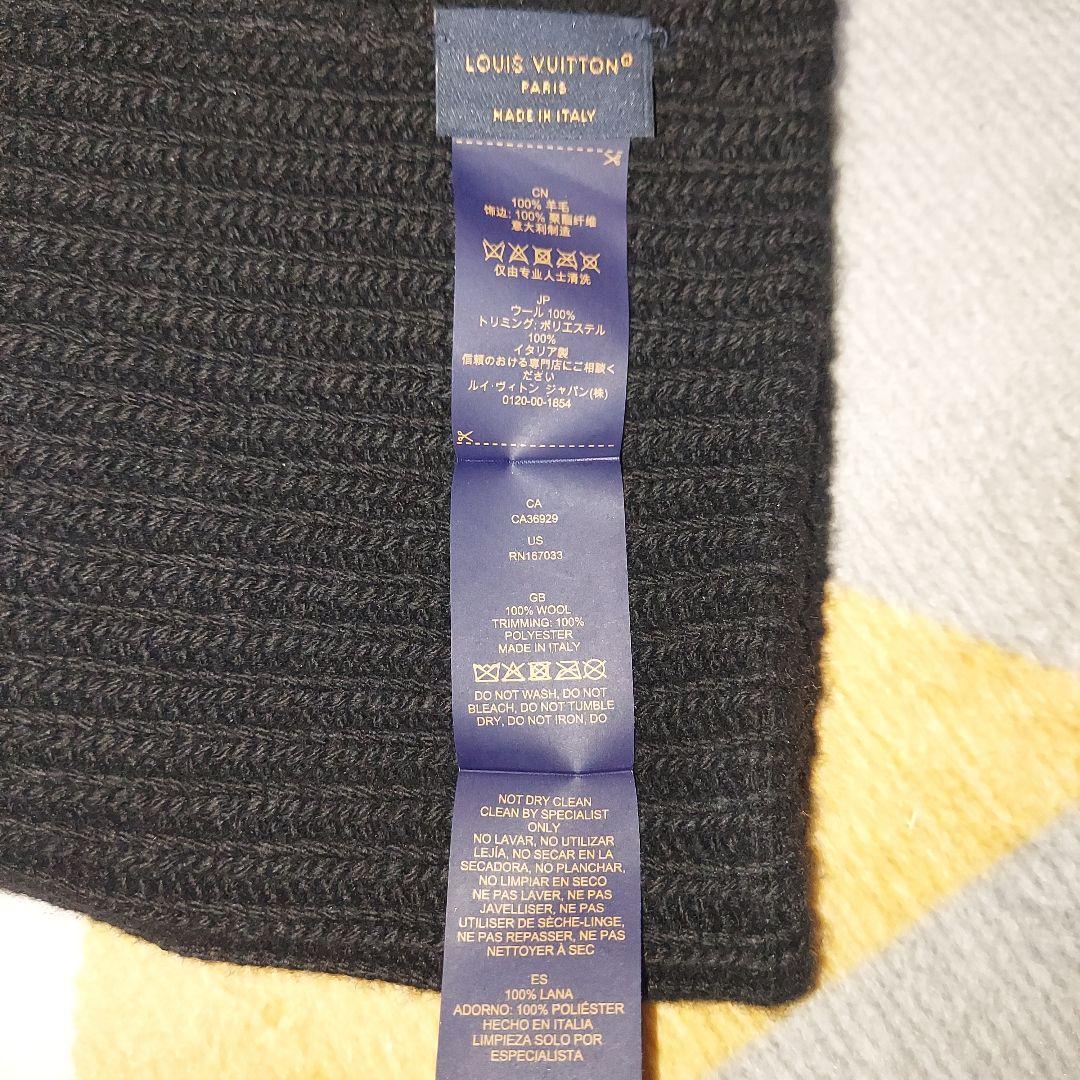 LOUIS VUITTON
PARIS
MADE IN ITALY
CN
100% 羊毛
饰边: 100% 聚酯纤维
意大利制造
仅由专业人士清洗
JP
ウール 100%
トリミング: ポリエステル
100%
イタリア製
信頼のおける専門店にご相談く
ださい
ルイ･ヴィトン ジャパン(株)
0120-00-1854
CA
CA36929
US
RN167033
GB
100% WOOL
TRIMMING: 100%
POLYESTER
MADE IN ITALY
DO NOT WASH, DO NOT
BLEACH, DO NOT TUMBLE
DRY, DO NOT IRON, DO
NOT DRY CLEAN
CLEAN BY SPECIALIST
ONLY
NO LAVAR, NO UTILIZAR
LEJÍA, NO SECAR EN LA
SECADORA, NO PLANCHAR,
NO LIMPIAR EN SECO
NE PAS LAVER, NE PAS
JAVELLISER, NE PAS
UTILISER DE SÈCHE-LINGE,
NE PAS REPASSER, NE PAS
NETTOYER À SEC
ES
100% LANA
ADORNO: 100% POLIÉSTER
HECHO EN ITALIA
LIMPIEZA SOLO POR
ESPECIALISTA